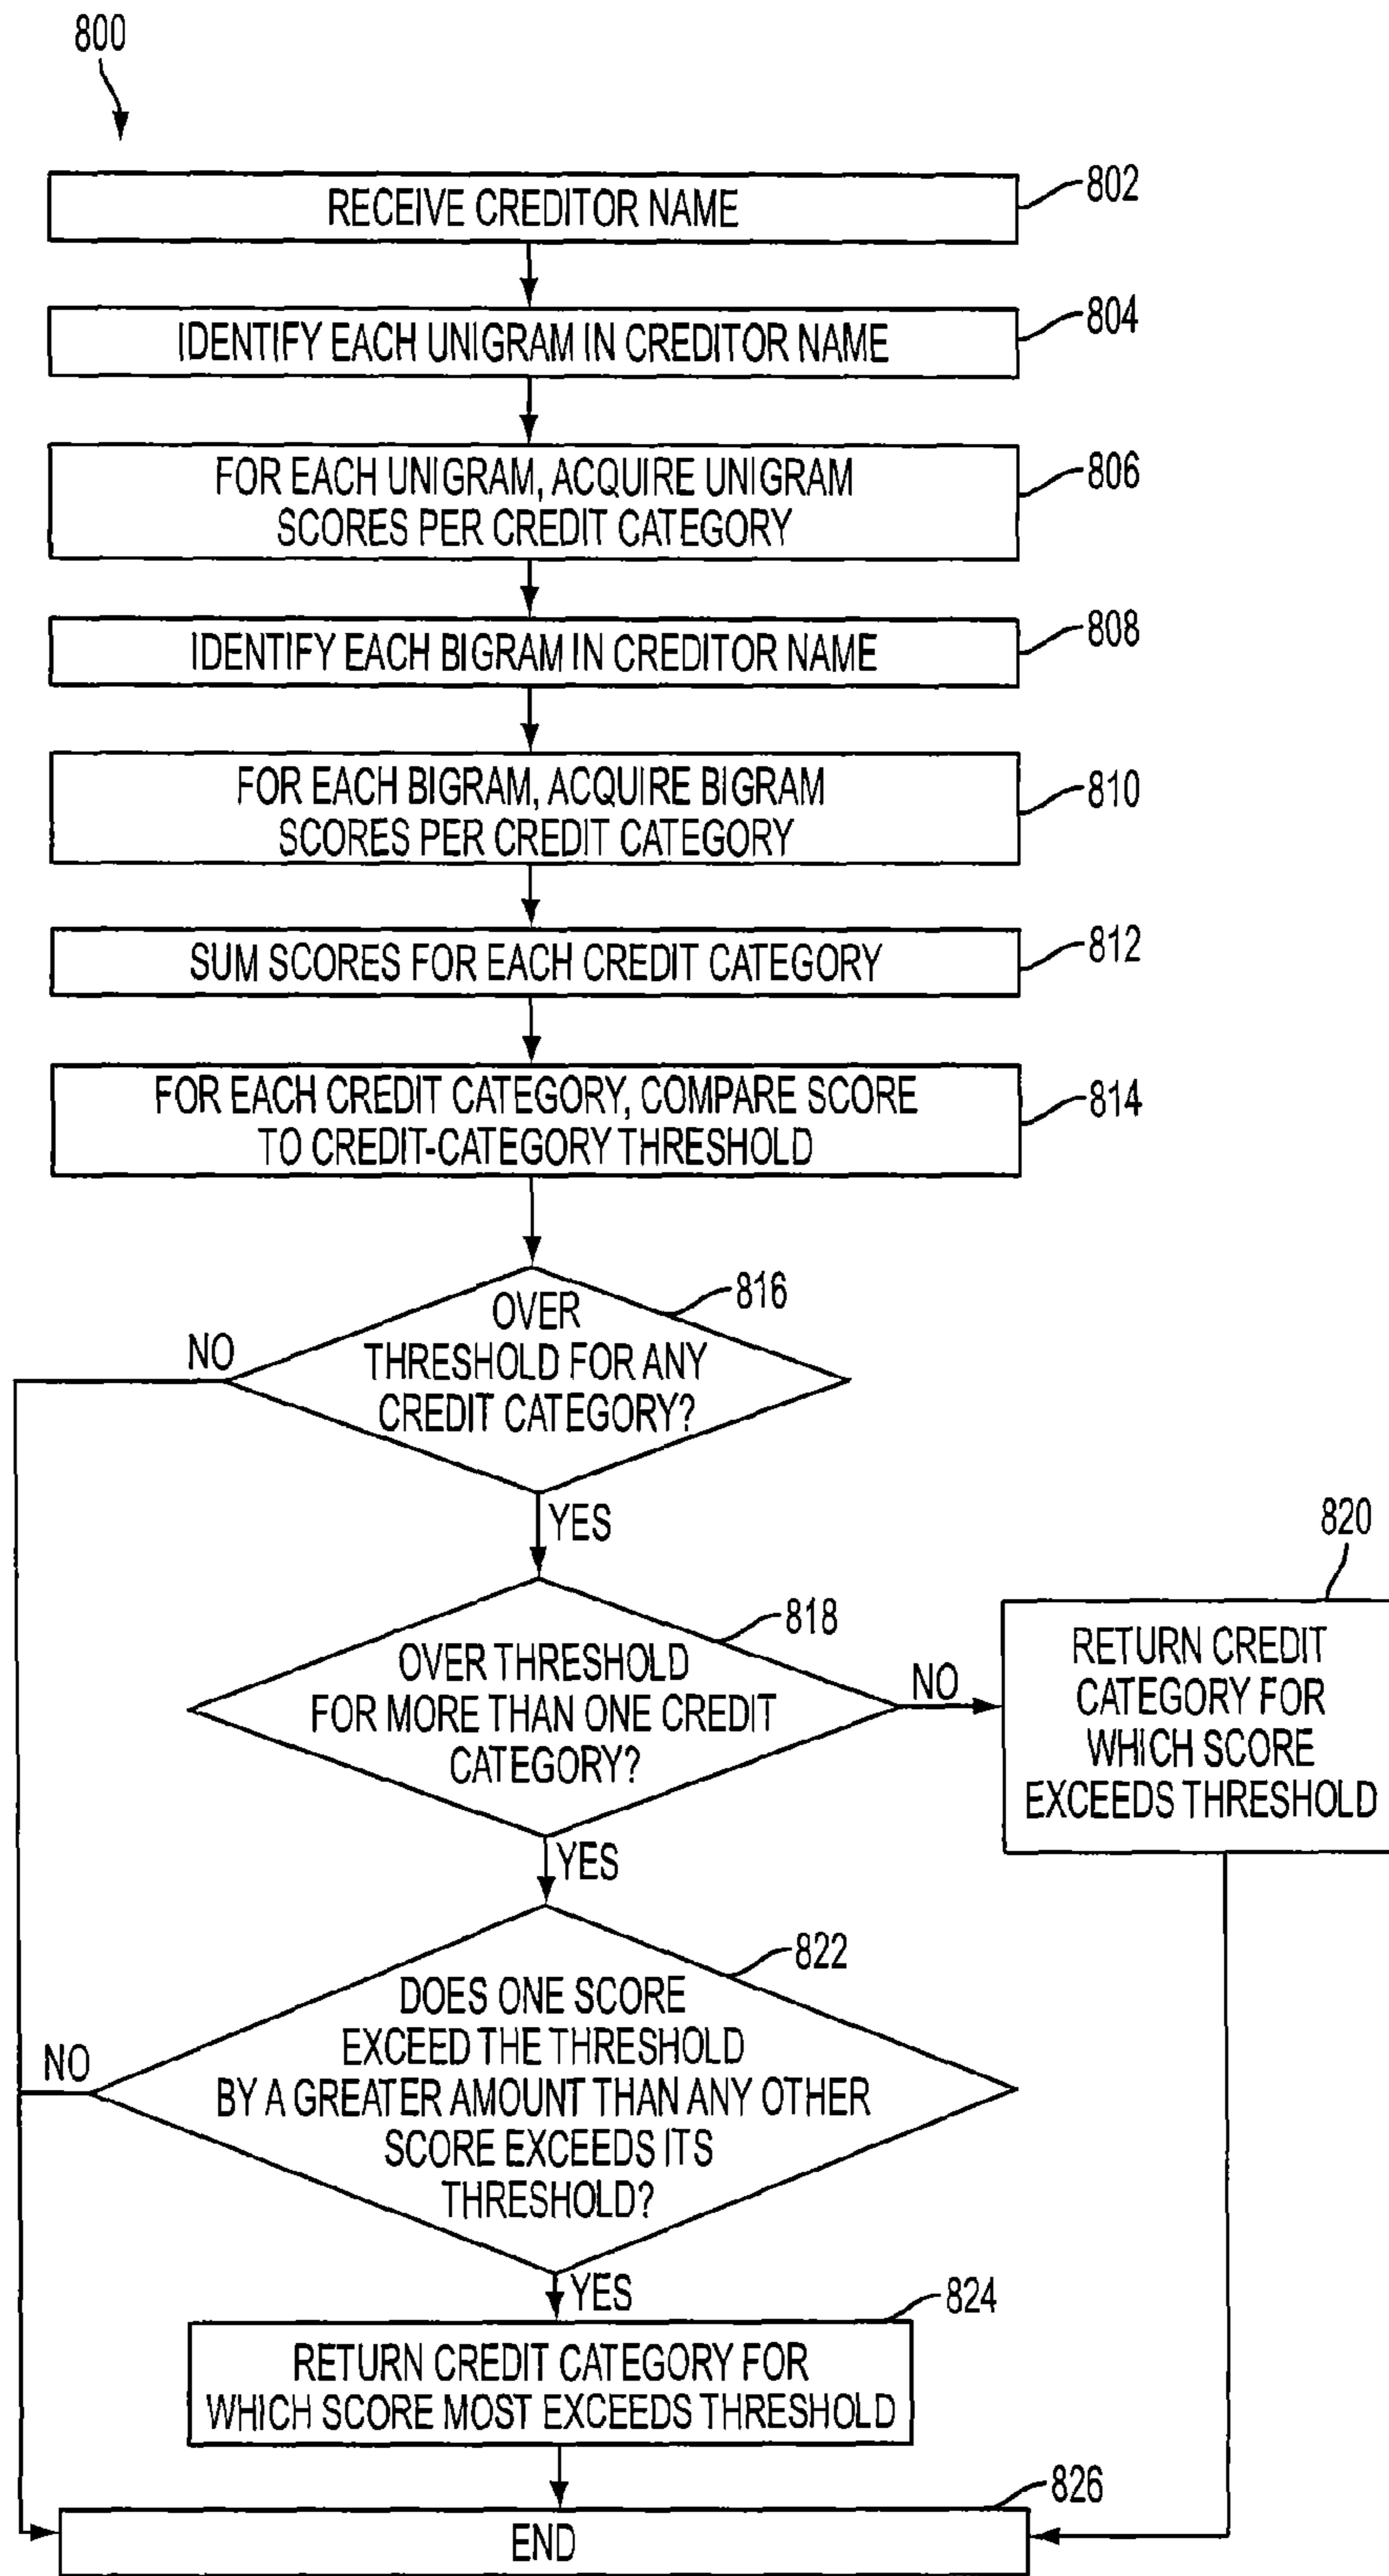 800
RECEIVE CREDITOR NAME
802
IDENTIFY EACH UNIGRAM IN CREDITOR NAME
804
FOR EACH UNIGRAM, ACQUIRE UNIGRAM
SCORES PER CREDIT CATEGORY
806
IDENTIFY EACH BIGRAM IN CREDITOR NAME
808
FOR EACH BIGRAM, ACQUIRE BIGRAM
SCORES PER CREDIT CATEGORY
810
SUM SCORES FOR EACH CREDIT CATEGORY
812
FOR EACH CREDIT CATEGORY, COMPARE SCORE
TO CREDIT-CATEGORY THRESHOLD
814
816
OVER
THRESHOLD FOR ANY
CREDIT CATEGORY?
NO
YES
818
OVER THRESHOLD
FOR MORE THAN ONE CREDIT
CATEGORY?
NO
820
RETURN CREDIT
CATEGORY FOR
WHICH SCORE
EXCEEDS THRESHOLD
YES
822
DOES ONE SCORE
EXCEED THE THRESHOLD
BY A GREATER AMOUNT THAN ANY OTHER
SCORE EXCEEDS ITS
THRESHOLD?
NO
YES
824
RETURN CREDIT CATEGORY FOR
WHICH SCORE MOST EXCEEDS THRESHOLD
826
END